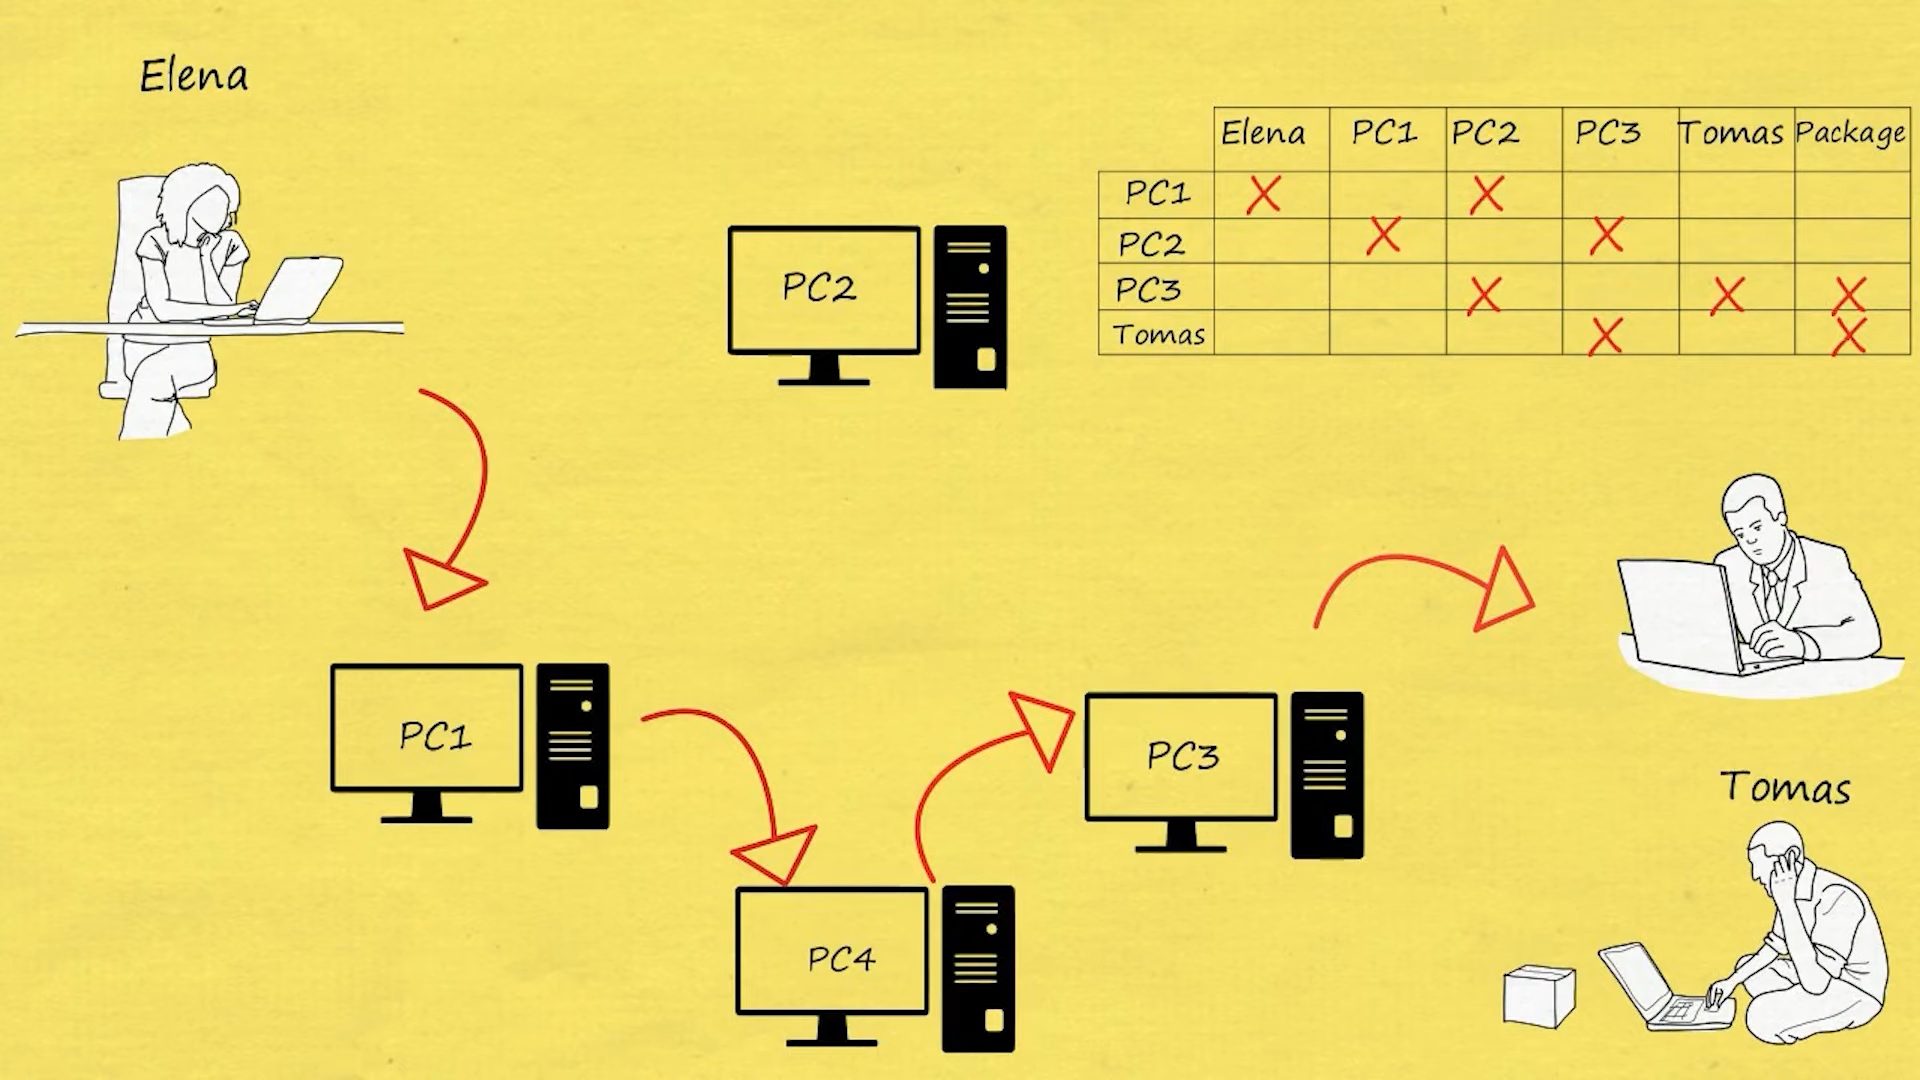 Elena
Elena PC1 PC2 PC3 Tomas Package
PC1 X X
PC2 X X
PC3 X X X
Tomas X X
PC2
PC1
PC3
Tomas
PC4